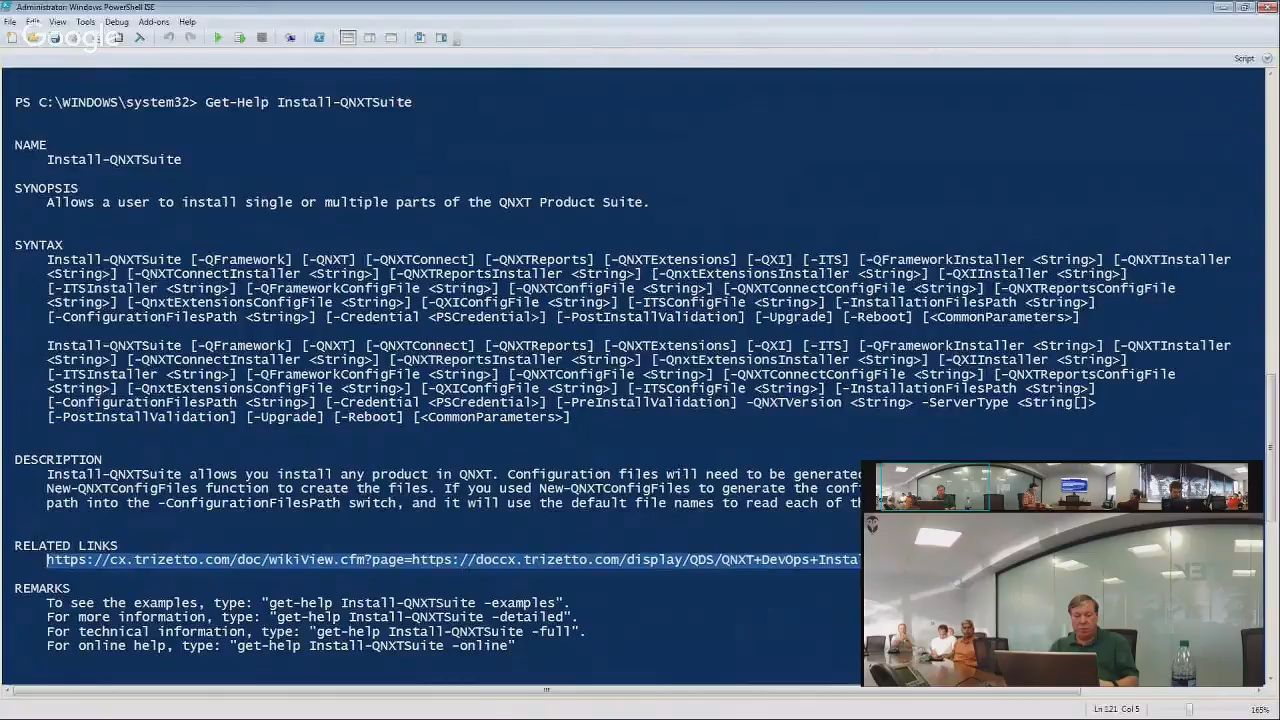 Administrator: Windows PowerShell ISE
File Edit View Tools Debug Add-ons Help
Google
Script
PS C:\WINDOWS\system32> Get-Help Install-QNXTSuite
NAME
Install-QNXTSuite
SYNOPSIS
Allows a user to install single or multiple parts of the QNXT Product Suite.
SYNTAX
Install-QNXTSuite [-QFramework] [-QNXT] [-QNXTConnect] [-QNXTReports] [-QNXTExtensions] [-QXI] [-ITS] [-QFrameworkInstaller <String>] [-QNXTInstaller
<String>] [-QNXTConnectInstaller <String>] [-QNXTReportsInstaller <String>] [-QnxtExtensionsInstaller <String>] [-QXIInstaller <String>]
[-ITSInstaller <String>] [-QFrameworkConfigFile <String>] [-QNXTConfigFile <String>] [-QNXTConnectConfigFile <String>] [-QNXTReportsConfigFile
<String>] [-QnxtExtensionsConfigFile <String>] [-QXIConfigFile <String>] [-ITSConfigFile <String>] [-InstallationFilesPath <String>]
[-ConfigurationFilesPath <String>] [-Credential <PSCredential>] [-PostInstallValidation] [-Upgrade] [-Reboot] [<CommonParameters>]
Install-QNXTSuite [-QFramework] [-QNXT] [-QNXTConnect] [-QNXTReports] [-QNXTExtensions] [-QXI] [-ITS] [-QFrameworkInstaller <String>] [-QNXTInstaller
<String>] [-QNXTConnectInstaller <String>] [-QNXTReportsInstaller <String>] [-QnxtExtensionsInstaller <String>] [-QXIInstaller <String>]
[-ITSInstaller <String>] [-QFrameworkConfigFile <String>] [-QNXTConfigFile <String>] [-QNXTConnectConfigFile <String>] [-QNXTReportsConfigFile
<String>] [-QnxtExtensionsConfigFile <String>] [-QXIConfigFile <String>] [-ITSConfigFile <String>] [-InstallationFilesPath <String>]
[-ConfigurationFilesPath <String>] [-Credential <PSCredential>] [-PreInstallValidation] -QNXTVersion <String> -ServerType <String[]>
[-PostInstallValidation] [-Upgrade] [-Reboot] [<CommonParameters>]
DESCRIPTION
Install-QNXTSuite allows you install any product in QNXT. Configuration files will need to be generated
New-QNXTConfigFiles function to create the files. If you used New-QNXTConfigFiles to generate the conf
path into the -ConfigurationFilesPath switch, and it will use the default file names to read each of th
RELATED LINKS
https://cx.trizetto.com/doc/wikiView.cfm?page=https://doccx.trizetto.com/display/QDS/QNXT+DevOps+Instal
REMARKS
To see the examples, type: "get-help Install-QNXTSuite -examples".
For more information, type: "get-help Install-QNXTSuite -detailed".
For technical information, type: "get-help Install-QNXTSuite -full".
For online help, type: "get-help Install-QNXTSuite -online"
Ln 121 Col 5
165%